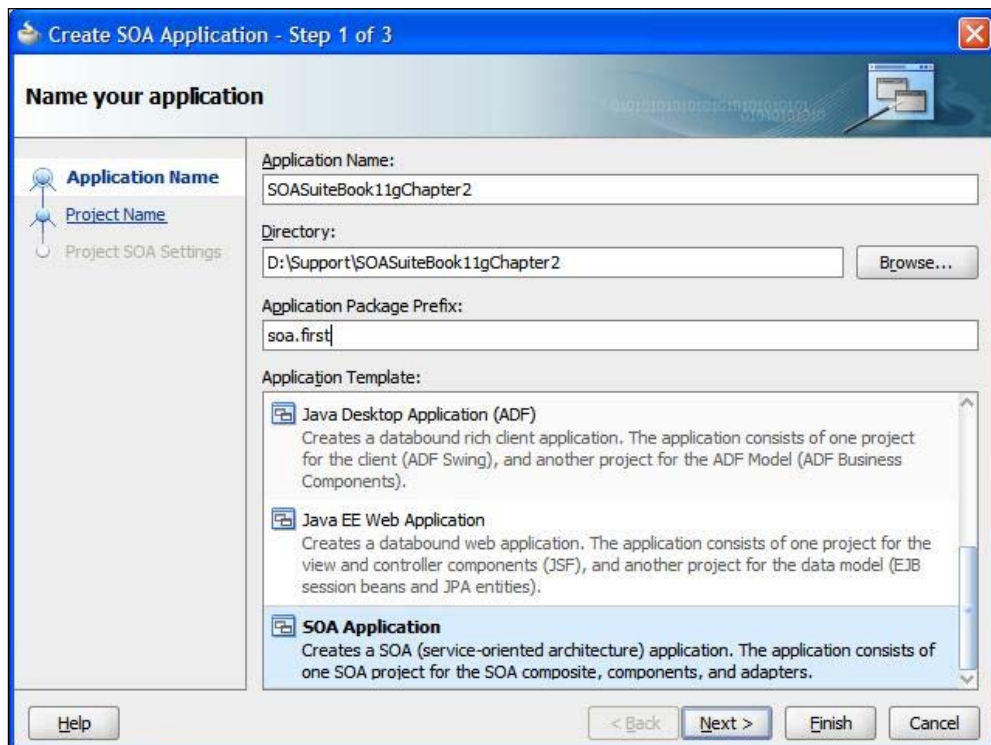 Create SOA Application - Step 1 of 3
Name your application
Application Name
Project Name
Project SOA Settings
Application Name:
SOASuiteBook11gChapter2
Directory:
D:\Support\SOASuiteBook11gChapter2
Browse...
Application Package Prefix:
soa.first
Application Template:
Java Desktop Application (ADF)
Creates a databound rich client application. The application consists of one project
for the client (ADF Swing), and another project for the ADF Model (ADF Business
Components).
Java EE Web Application
Creates a databound web application. The application consists of one project for the
view and controller components (JSF), and another project for the data model (EJB
session beans and JPA entities).
SOA Application
Creates a SOA (service-oriented architecture) application. The application consists of
one SOA project for the SOA composite, components, and adapters.
Help
< Back
Next >
Finish
Cancel